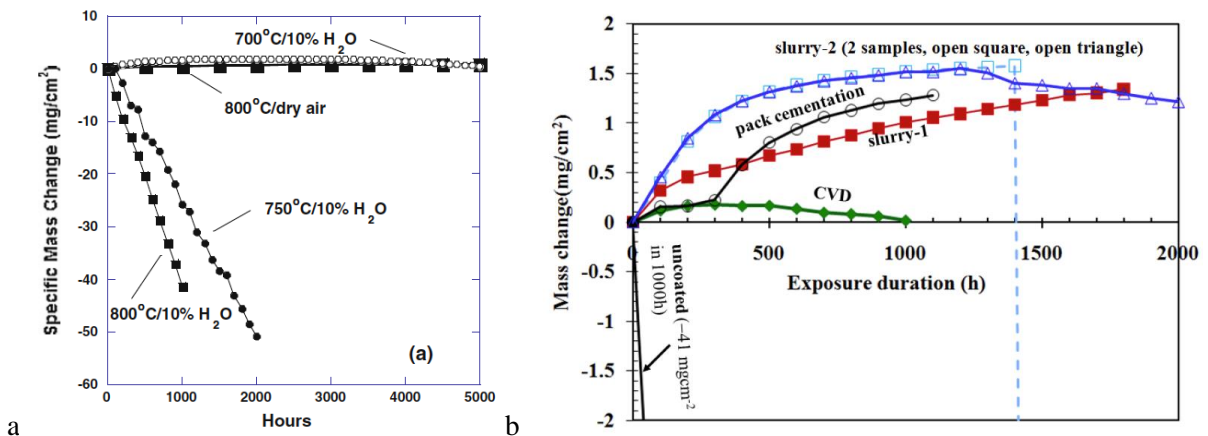 10
0
-10
-20
-30
-40
-50
-60
Specific Mass Change (mg/cm²)
700°C/10% H₂O
800°C/dry air
750°C/10% H₂O
800°C/10% H₂O
(a)
0 1000 2000 3000 4000 5000
Hours
a
2
1.5
1
0.5
0
-0.5
-1
-1.5
-2
Mass change(mg/cm²)
slurry-2 (2 samples, open square, open triangle)
pack cementation
slurry-1
CVD
0 500 1000 1500 2000
Exposure duration (h)
uncoated (−41 mgcm⁻²
in 1000h)
b